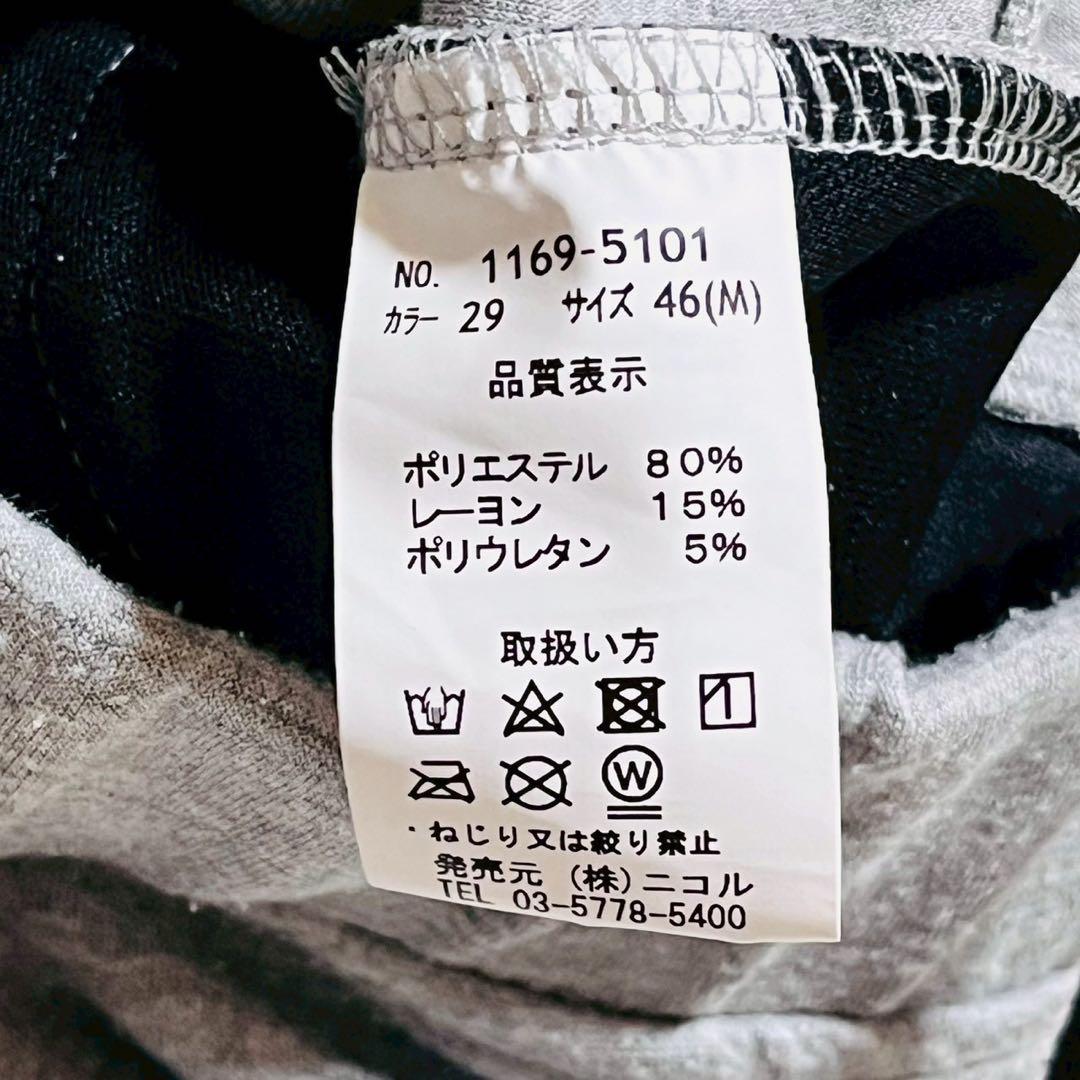 NO. 1169-5101
カラー 29 サイズ 46(M)
品質表示
ポリエステル 80%
レーヨン 15%
ポリウレタン 5%
取扱い方
W
・ねじり又は絞り禁止
発売元 (株)ニコル
TEL 03-5778-5400